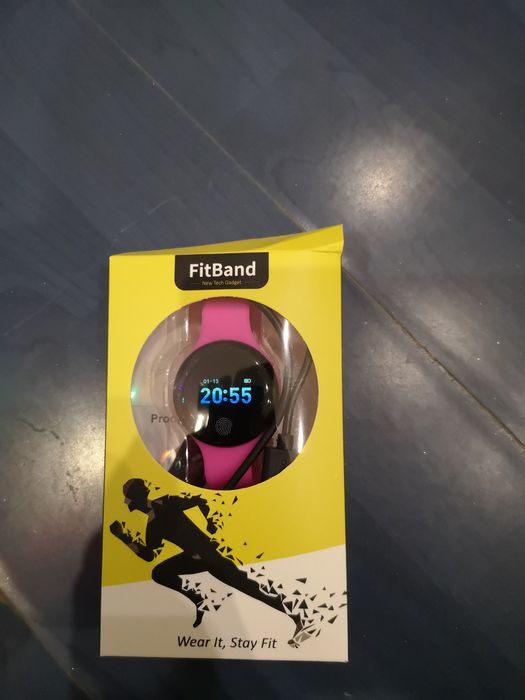 FitBand
New Tech Gadget
01-13
20:55
Wear It, Stay Fit